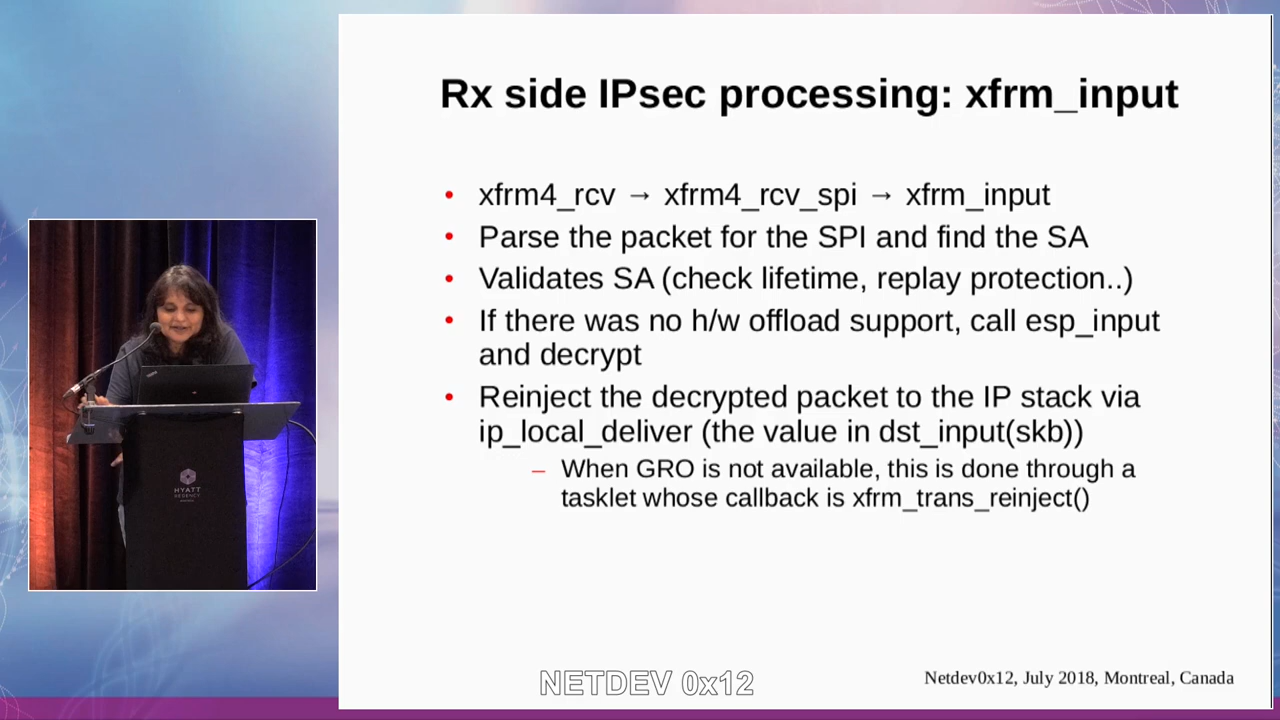 Rx side IPsec processing: xfrm_input
• xfrm4_rcv → xfrm4_rcv_spi → xfrm_input
• Parse the packet for the SPI and find the SA
• Validates SA (check lifetime, replay protection..)
• If there was no h/w offload support, call esp_input
and decrypt
• Reinject the decrypted packet to the IP stack via
ip_local_deliver (the value in dst_input(skb))
– When GRO is not available, this is done through a
tasklet whose callback is xfrm_trans_reinject()
HYATT
REGENCY
NETDEV 0x12
Netdev0x12, July 2018, Montreal, Canada